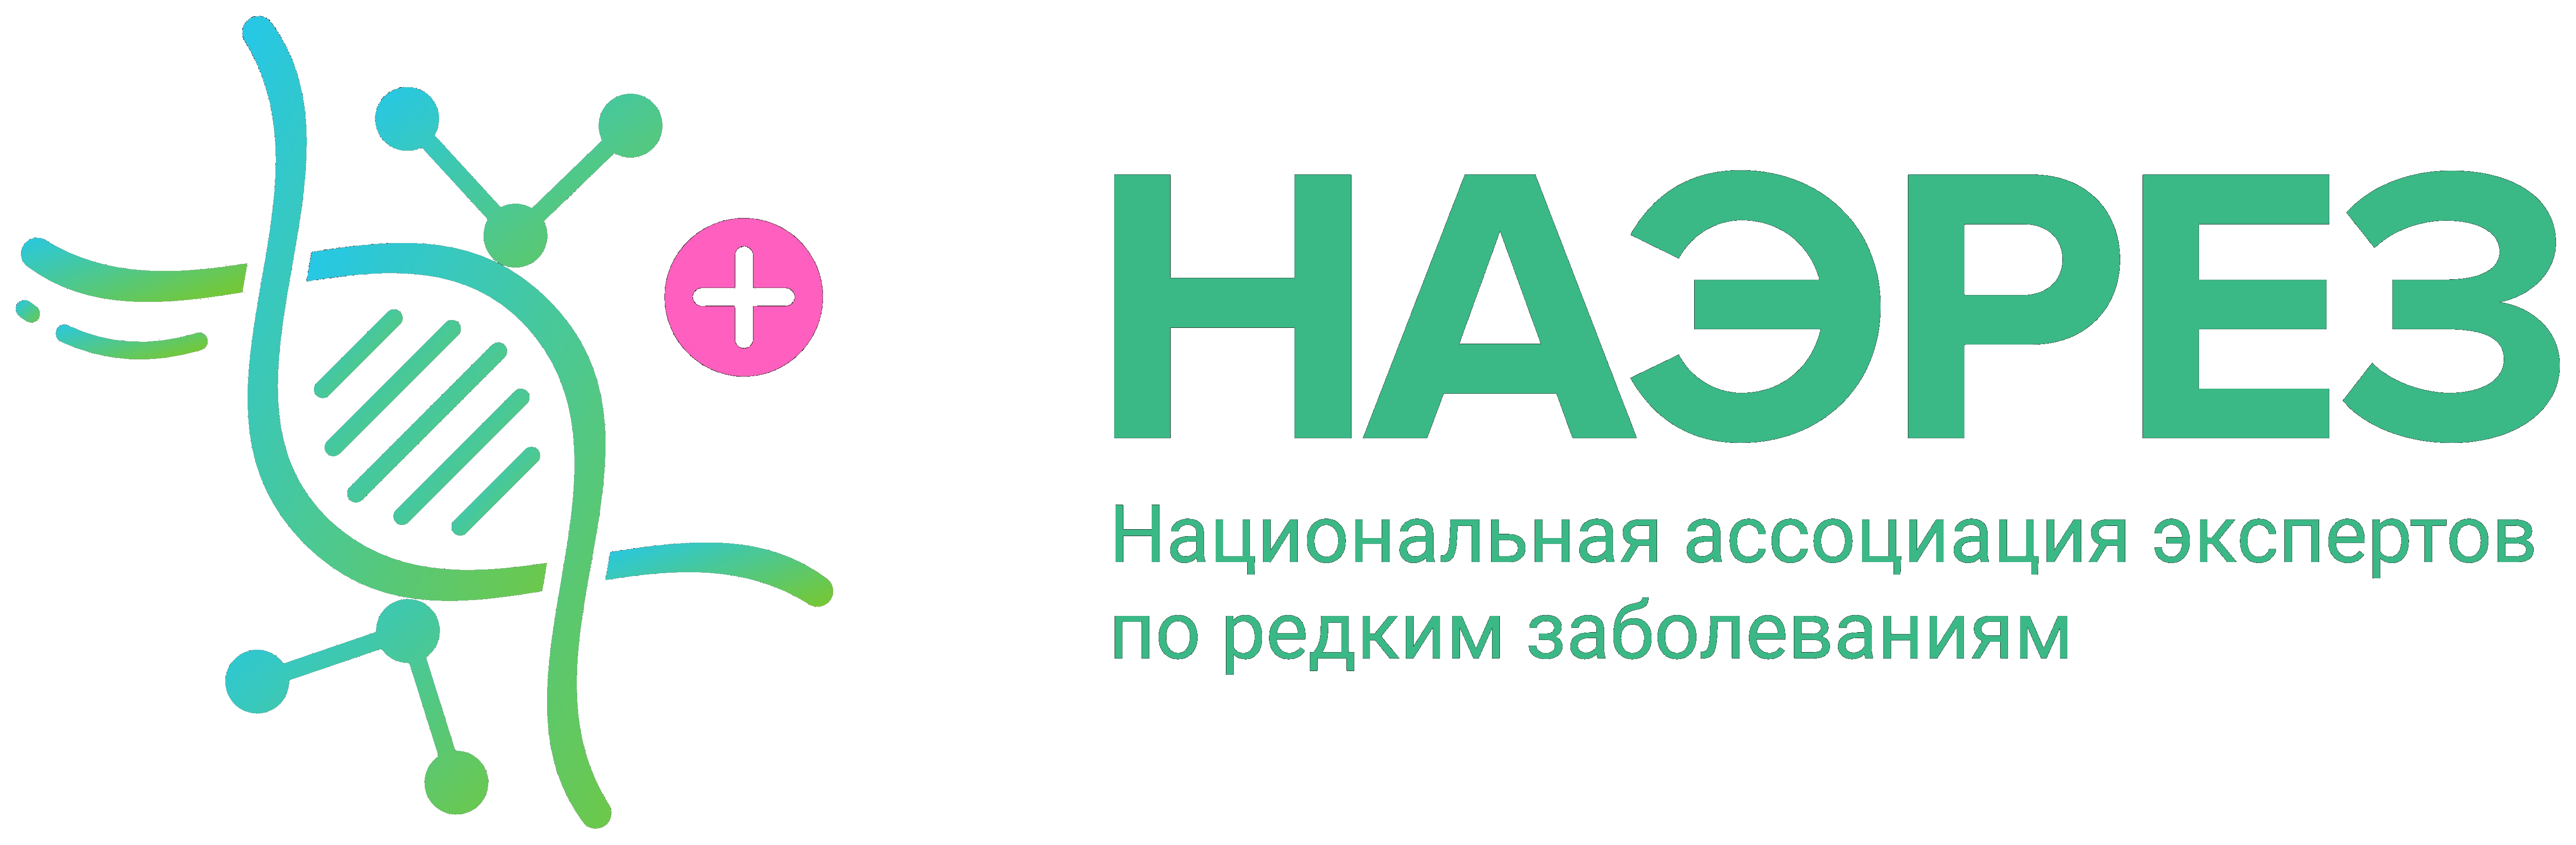 НАЭРЕЗ
Национальная ассоциация экспертов
по редким заболеваниям